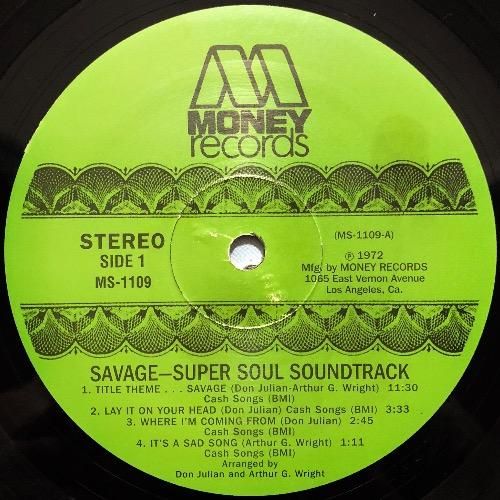 M
MONEY
records
STEREO
SIDE 1
MS-1109
(MS-1109-A)
℗ 1972
Mfg. by MONEY RECORDS
1065 East Vernon Avenue
Los Angeles, Ca.
SAVAGE—SUPER SOUL SOUNDTRACK
1. TITLE THEME . . . SAVAGE (Don Julian-Arthur G. Wright) 11:30
Cash Songs (BMI)
2. LAY IT ON YOUR HEAD (Don Julian) Cash Songs (BMI) 3:33
3. WHERE I'M COMING FROM (Don Julian) 2:45
Cash Songs (BMI)
4. IT'S A SAD SONG (Arthur G. Wright) 1:11
Cash Songs (BMI)
Arranged by
Don Julian and Arthur G. Wright